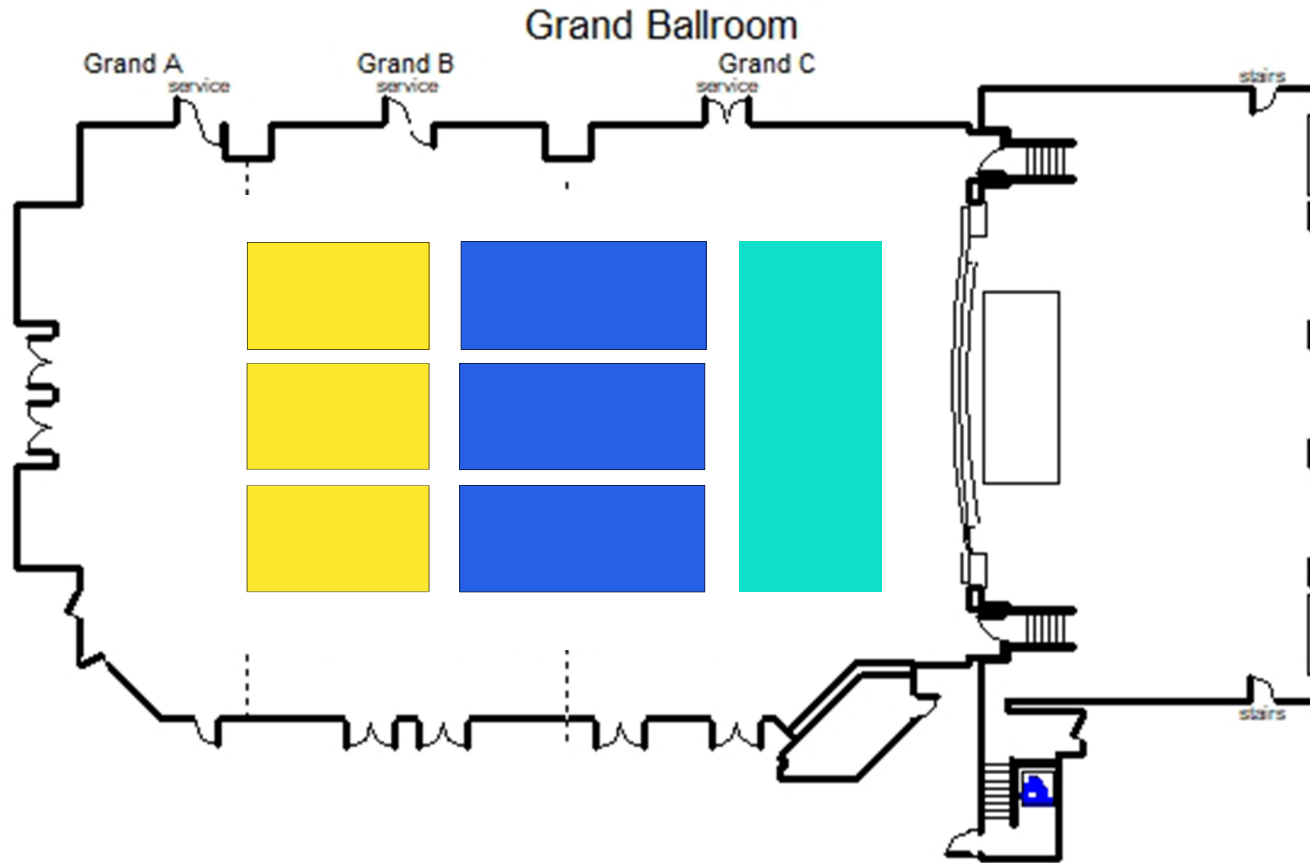 Grand Ballroom
Grand A
Grand B
Grand C
service
service
service
stairs
stairs